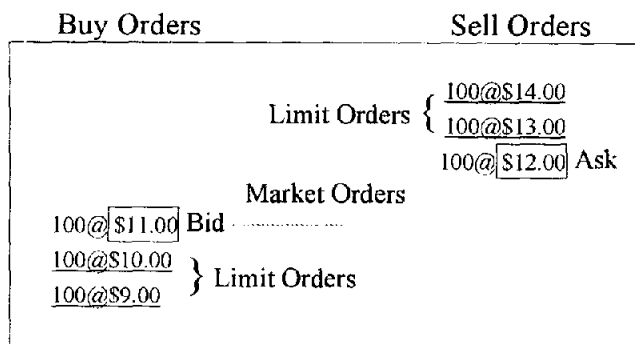 Buy Orders Sell Orders
100@$14.00
Limit Orders { 100@$13.00
100@ $12.00 Ask
Market Orders
100@ $11.00 Bid
100@$10.00
} Limit Orders
100@$9.00